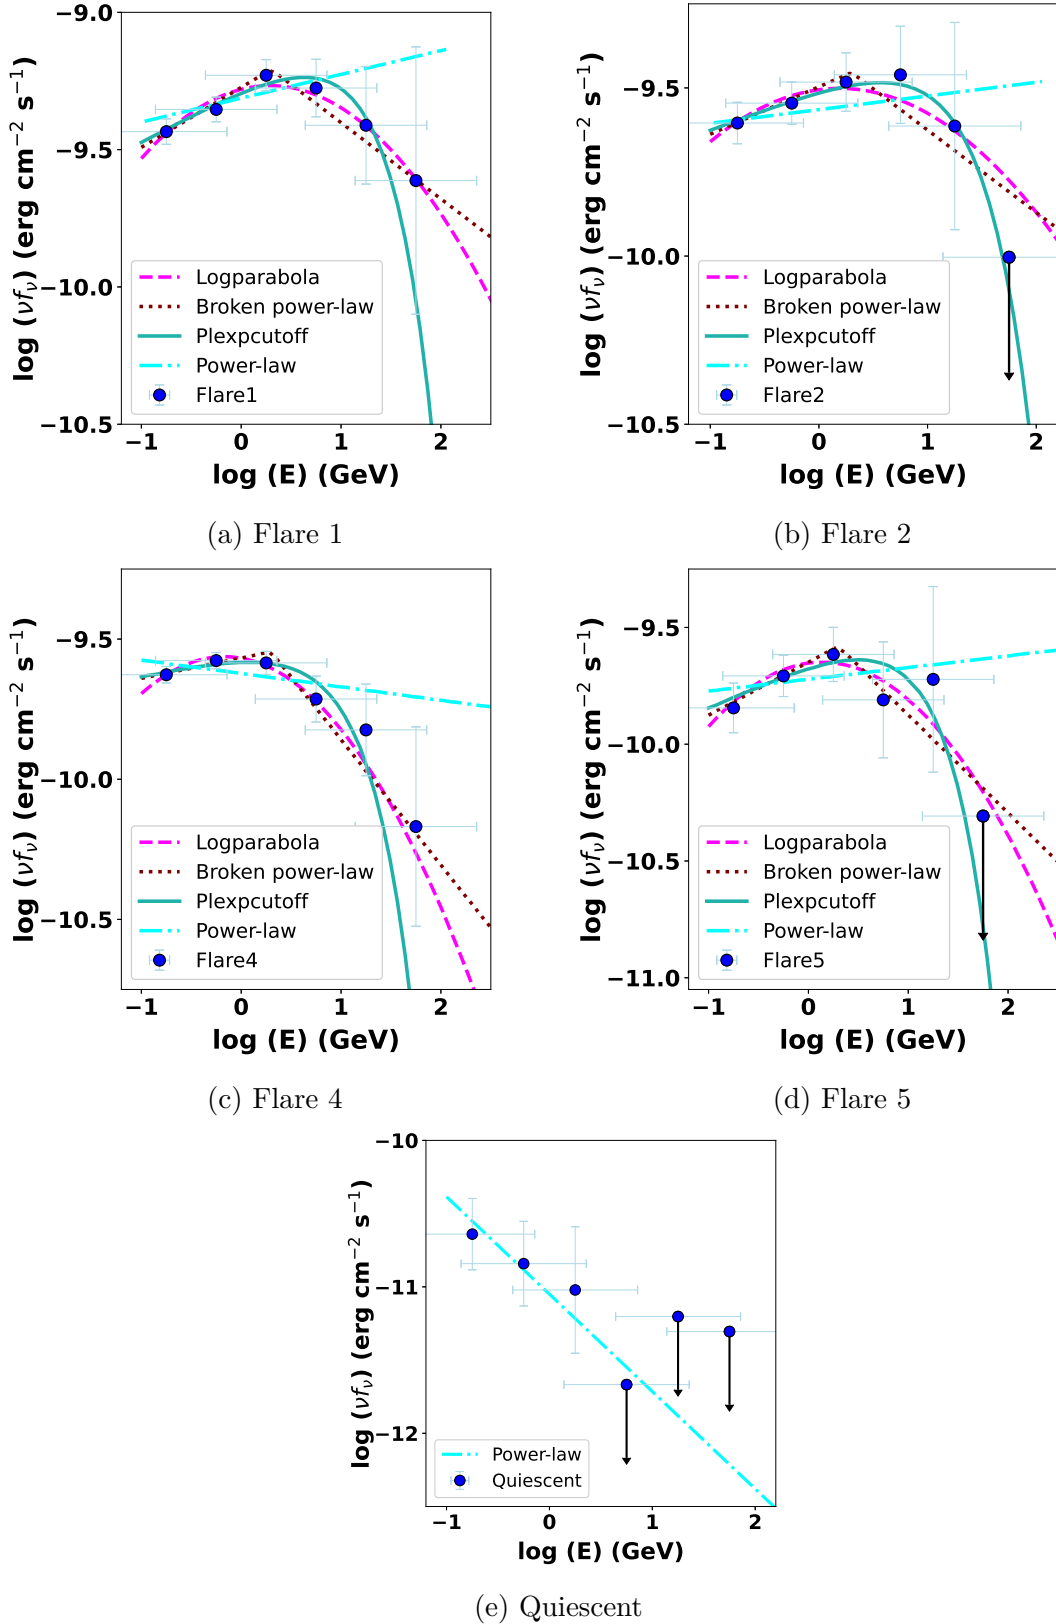 −9.0
−9.5
−10.0
−10.5
log (νfν) (erg cm−2 s−1)
Logparabola
Broken power-law
Plexpcutoff
Power-law
Flare1
−1 0 1 2
log (E) (GeV)
(a) Flare 1
−9.5
−10.0
−10.5
log (νfν) (erg cm−2 s−1)
Logparabola
Broken power-law
Plexpcutoff
Power-law
Flare2
−1 0 1 2
log (E) (GeV)
(b) Flare 2
−9.5
−10.0
−10.5
log (νfν) (erg cm−2 s−1)
Logparabola
Broken power-law
Plexpcutoff
Power-law
Flare4
−1 0 1 2
log (E) (GeV)
(c) Flare 4
−9.5
−10.0
−10.5
−11.0
log (νfν) (erg cm−2 s−1)
Logparabola
Broken power-law
Plexpcutoff
Power-law
Flare5
−1 0 1 2
log (E) (GeV)
(d) Flare 5
−10
−11
−12
log (νfν) (erg cm−2 s−1)
Power-law
Quiescent
−1 0 1 2
log (E) (GeV)
(e) Quiescent